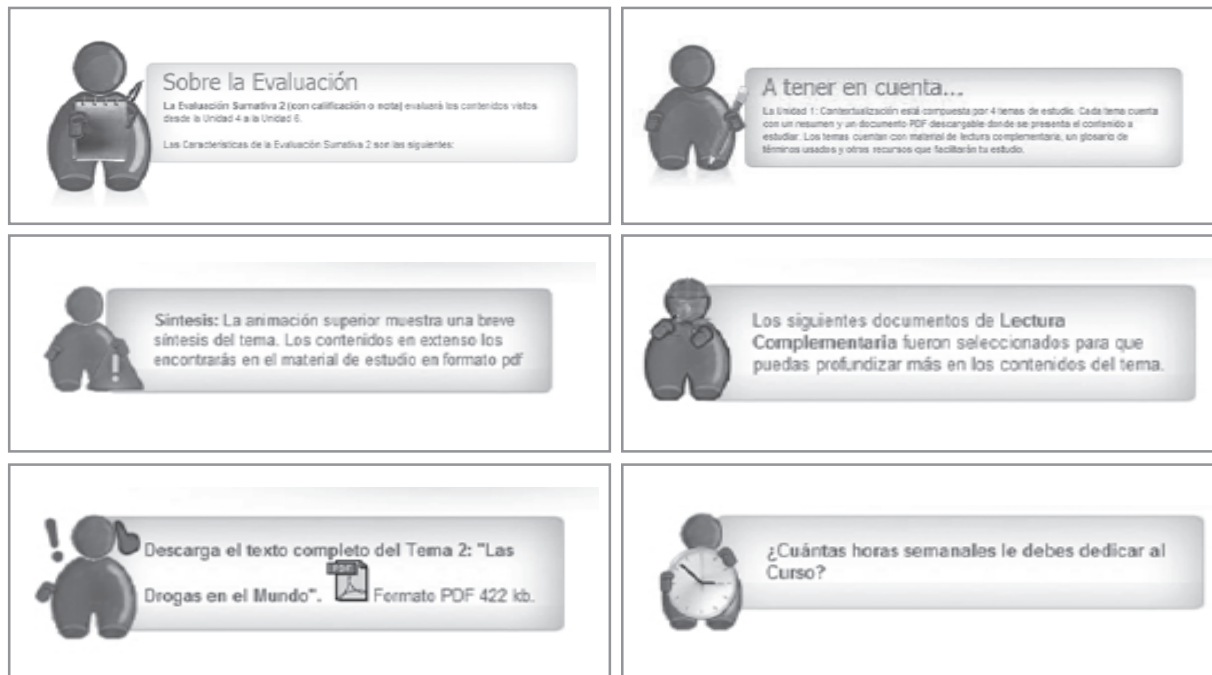 Sobre la Evaluación
La Evaluación Sumativa 2 (con calificación o nota) evaluará los contenidos vistos
desde la Unidad 4 a la Unidad 6.
Las Características de la Evaluación Sumativa 2 son las siguientes:
A tener en cuenta...
La Unidad 1: Contextualización está compuesta por 4 temas de estudio. Cada tema cuenta
con un resumen y un documento PDF descargable donde se presenta el contenido a
estudiar. Los temas cuentan con material de lectura complementaria, un glosario de
términos usados y otros recursos que facilitarán tu estudio.
Síntesis: La animación superior muestra una breve
síntesis del tema. Los contenidos en extenso los
encontrarás en el material de estudio en formato pdf
Los siguientes documentos de Lectura
Complementaria fueron seleccionados para que
puedas profundizar más en los contenidos del tema.
Descarga el texto completo del Tema 2: "Las
Drogas en el Mundo". PDF Formato PDF 422 kb.
¿Cuántas horas semanales le debes dedicar al
Curso?